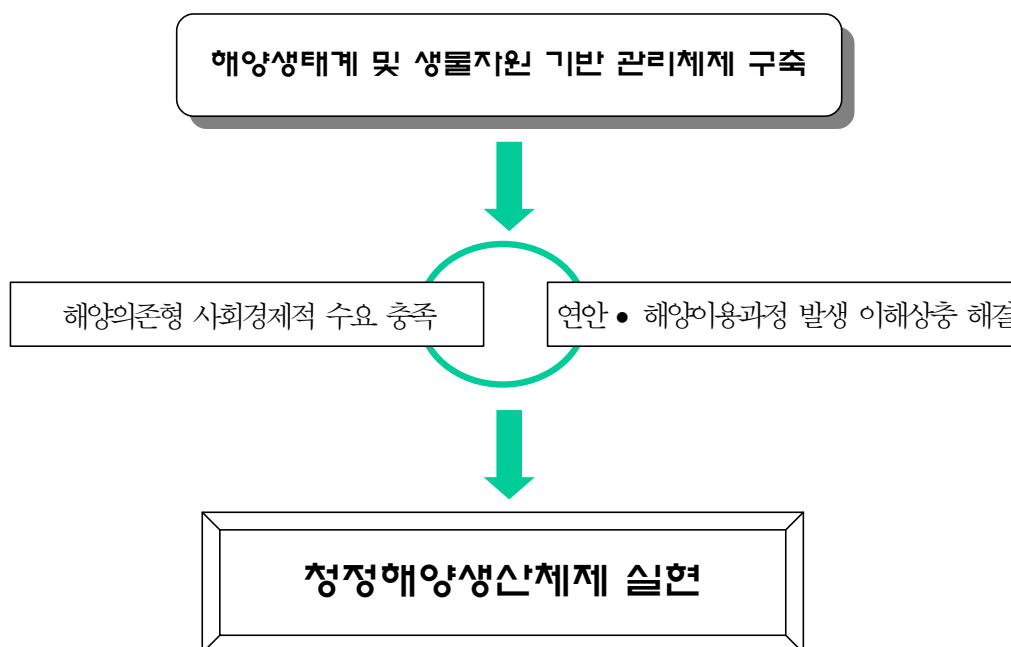 해양생태계 및 생물자원 기반 관리체제 구축
해양의존형 사회경제적 수요 충족
연안 • 해양이용과정 발생 이해상충 해결
청정해양생산체제 실현